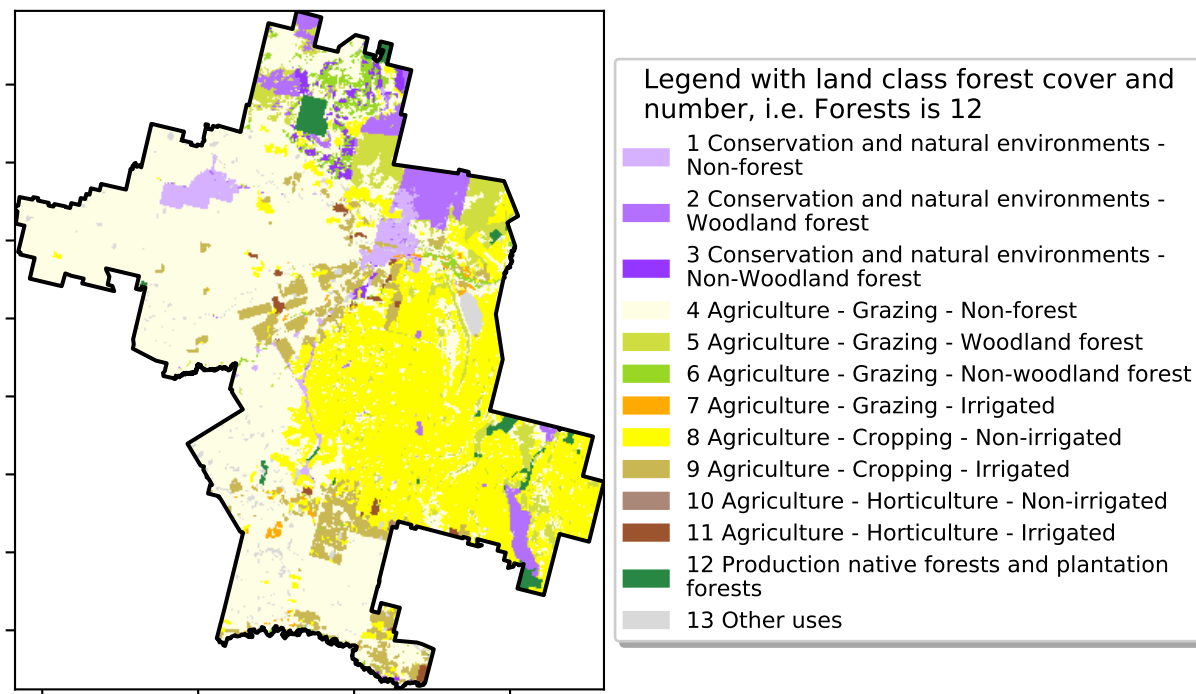 Legend with land class forest cover and
number, i.e. Forests is 12
1 Conservation and natural environments -
Non-forest
2 Conservation and natural environments -
Woodland forest
3 Conservation and natural environments -
Non-Woodland forest
4 Agriculture - Grazing - Non-forest
5 Agriculture - Grazing - Woodland forest
6 Agriculture - Grazing - Non-woodland forest
7 Agriculture - Grazing - Irrigated
8 Agriculture - Cropping - Non-irrigated
9 Agriculture - Cropping - Irrigated
10 Agriculture - Horticulture - Non-irrigated
11 Agriculture - Horticulture - Irrigated
12 Production native forests and plantation
forests
13 Other uses